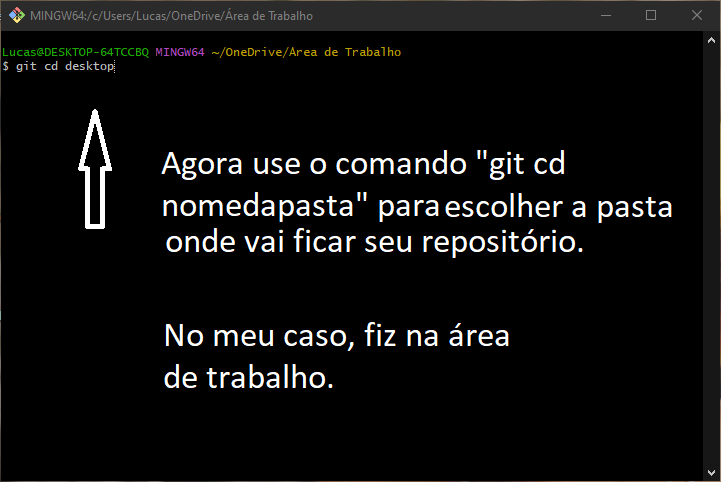 MINGW64:/c/Users/Lucas/OneDrive/Área de Trabalho
Lucas@DESKTOP-64TCCBQ MINGW64 ~/OneDrive/Área de Trabalho
$ git cd desktop
Agora use o comando "git cd
nomedapasta" para escolher a pasta
onde vai ficar seu repositório.
No meu caso, fiz na área
de trabalho.